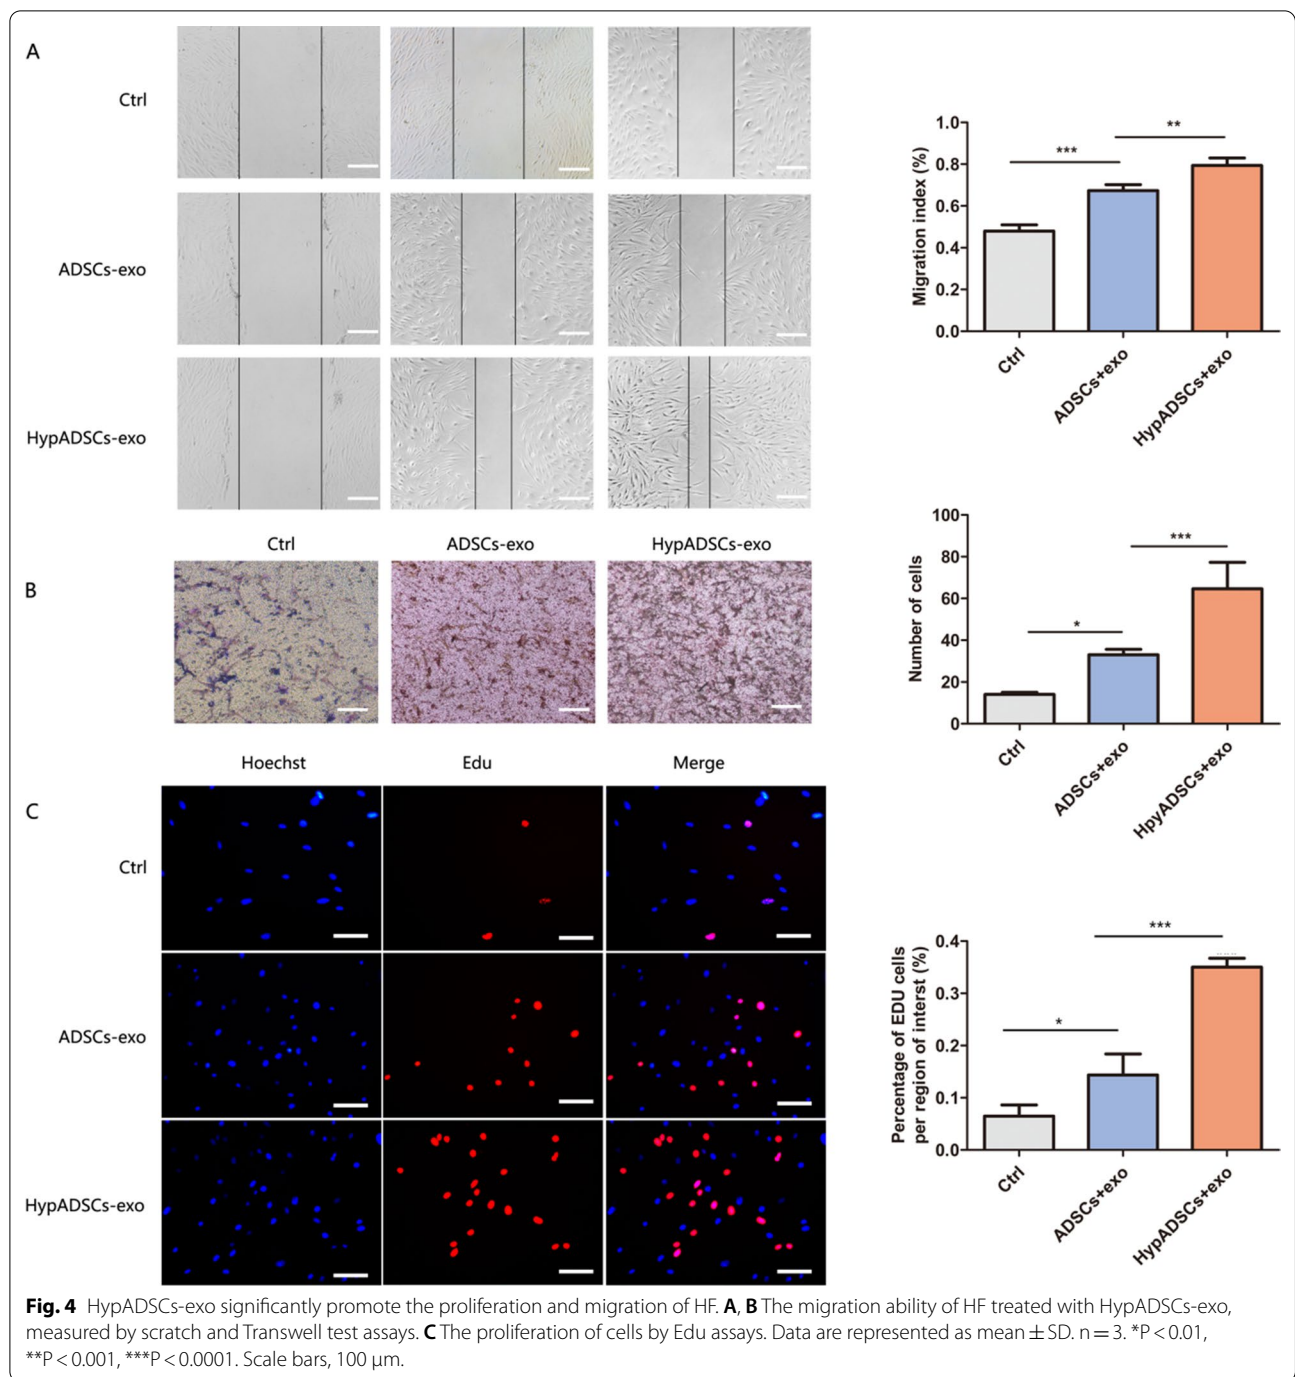 A
Ctrl
ADSCs-exo
HypADSCs-exo
Migration index (%)
1.0
0.8
0.6
0.4
0.2
0.0
***
**
Ctrl
ADSCs+exo
HypADSCs+exo
B
Ctrl
ADSCs-exo
HypADSCs-exo
Number of cells
100
80
60
40
20
0
*
***
Ctrl
ADSCs+exo
HpyADSCs+exo
C
Hoechst
Edu
Merge
Ctrl
ADSCs-exo
HypADSCs-exo
Percentage of EDU cells
per region of interst (%)
0.4
0.3
0.2
0.1
0.0
*
***
Ctrl
ADSCs+exo
HypADSCs+exo
Fig. 4 HypADSCs-exo significantly promote the proliferation and migration of HF. A, B The migration ability of HF treated with HypADSCs-exo,
measured by scratch and Transwell test assays. C The proliferation of cells by Edu assays. Data are represented as mean ± SD. n = 3. *P < 0.01,
**P < 0.001, ***P < 0.0001. Scale bars, 100 μm.